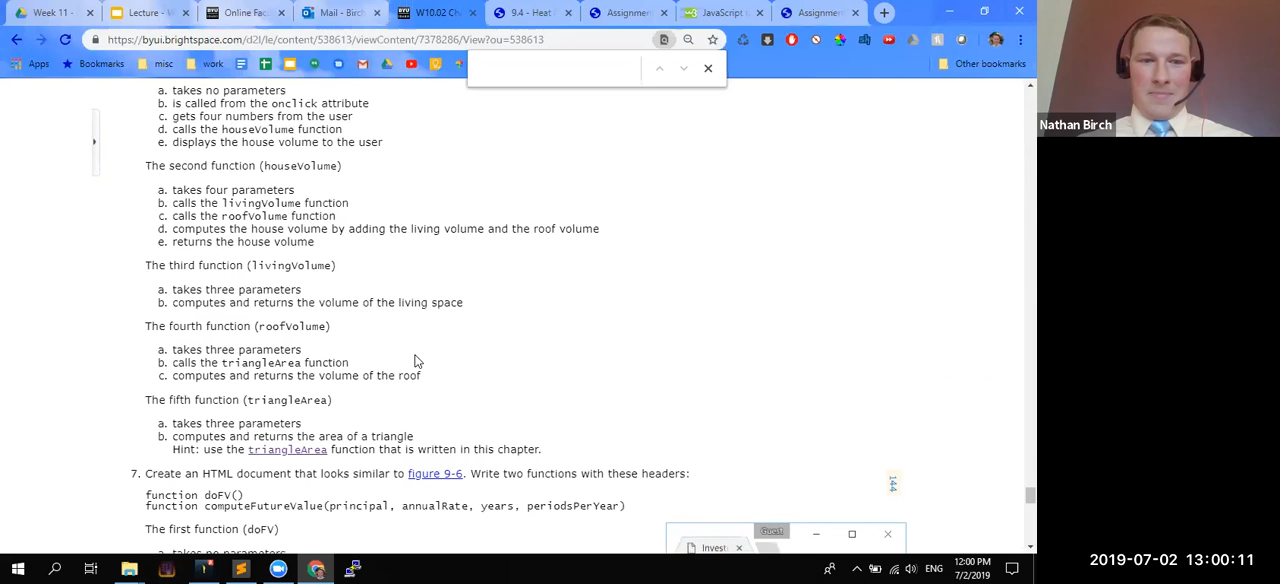 Week 11 -
Lecture - W
Online Fac
Mail - Birch
W10.02 Ch
9.4 - Heat
Assignment
JavaScript
Assignment
https://byui.brightspace.com/d2l/le/content/538613/viewContent/7378286/View?ou=538613
Apps
Bookmarks
misc
work
Other bookmarks
a. takes no parameters
b. is called from the onclick attribute
c. gets four numbers from the user
d. calls the houseVolume function
e. displays the house volume to the user
The second function (houseVolume)
a. takes four parameters
b. calls the livingVolume function
c. calls the roofVolume function
d. computes the house volume by adding the living volume and the roof volume
e. returns the house volume
The third function (livingVolume)
a. takes three parameters
b. computes and returns the volume of the living space
The fourth function (roofVolume)
a. takes three parameters
b. calls the triangleArea function
c. computes and returns the volume of the roof
The fifth function (triangleArea)
a. takes three parameters
b. computes and returns the area of a triangle
Hint: use the triangleArea function that is written in this chapter.
7. Create an HTML document that looks similar to figure 9-6. Write two functions with these headers:
144
function doFV()
function computeFutureValue(principal, annualRate, years, periodsPerYear)
The first function (doFV)
a. takes no parameters
Guest
Invest
Nathan Birch
ENG
12:00 PM
7/2/2019
2019-07-02 13:00:11